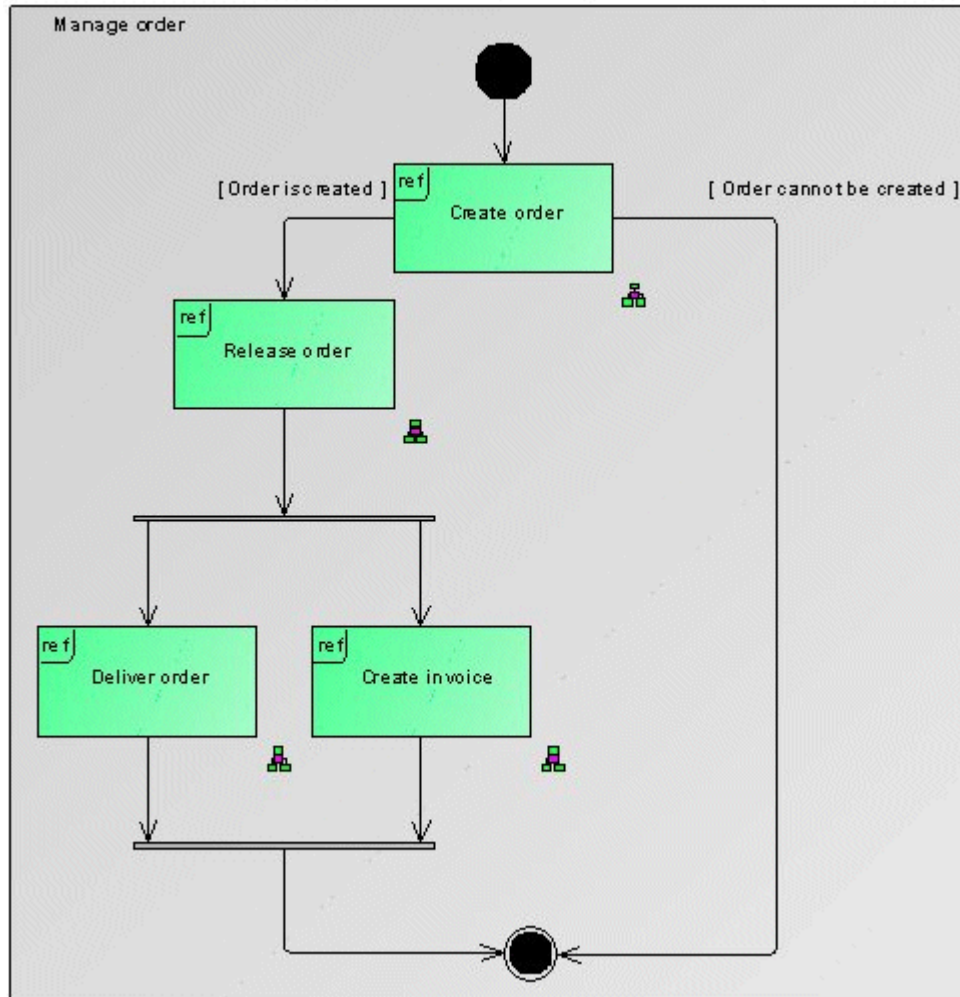 Manage order
[ Order is created ]
ref
[ Order cannot be created ]
Create order
ref
Release order
ref
Deliver order
ref
Create invoice